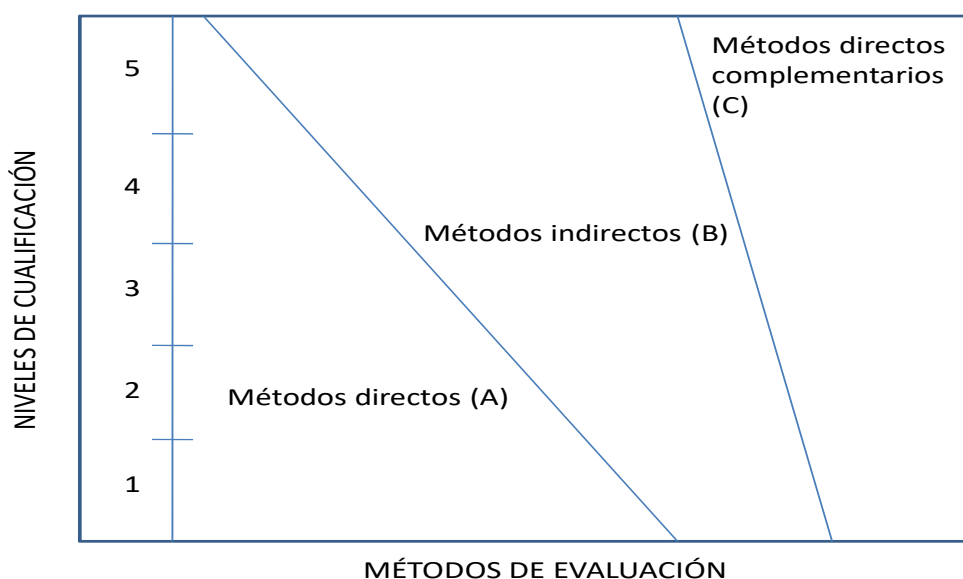 NIVELES DE CUALIFICACIÓN
5
4
3
2
1
Métodos directos
complementarios
(C)
Métodos indirectos (B)
Métodos directos (A)
MÉTODOS DE EVALUACIÓN